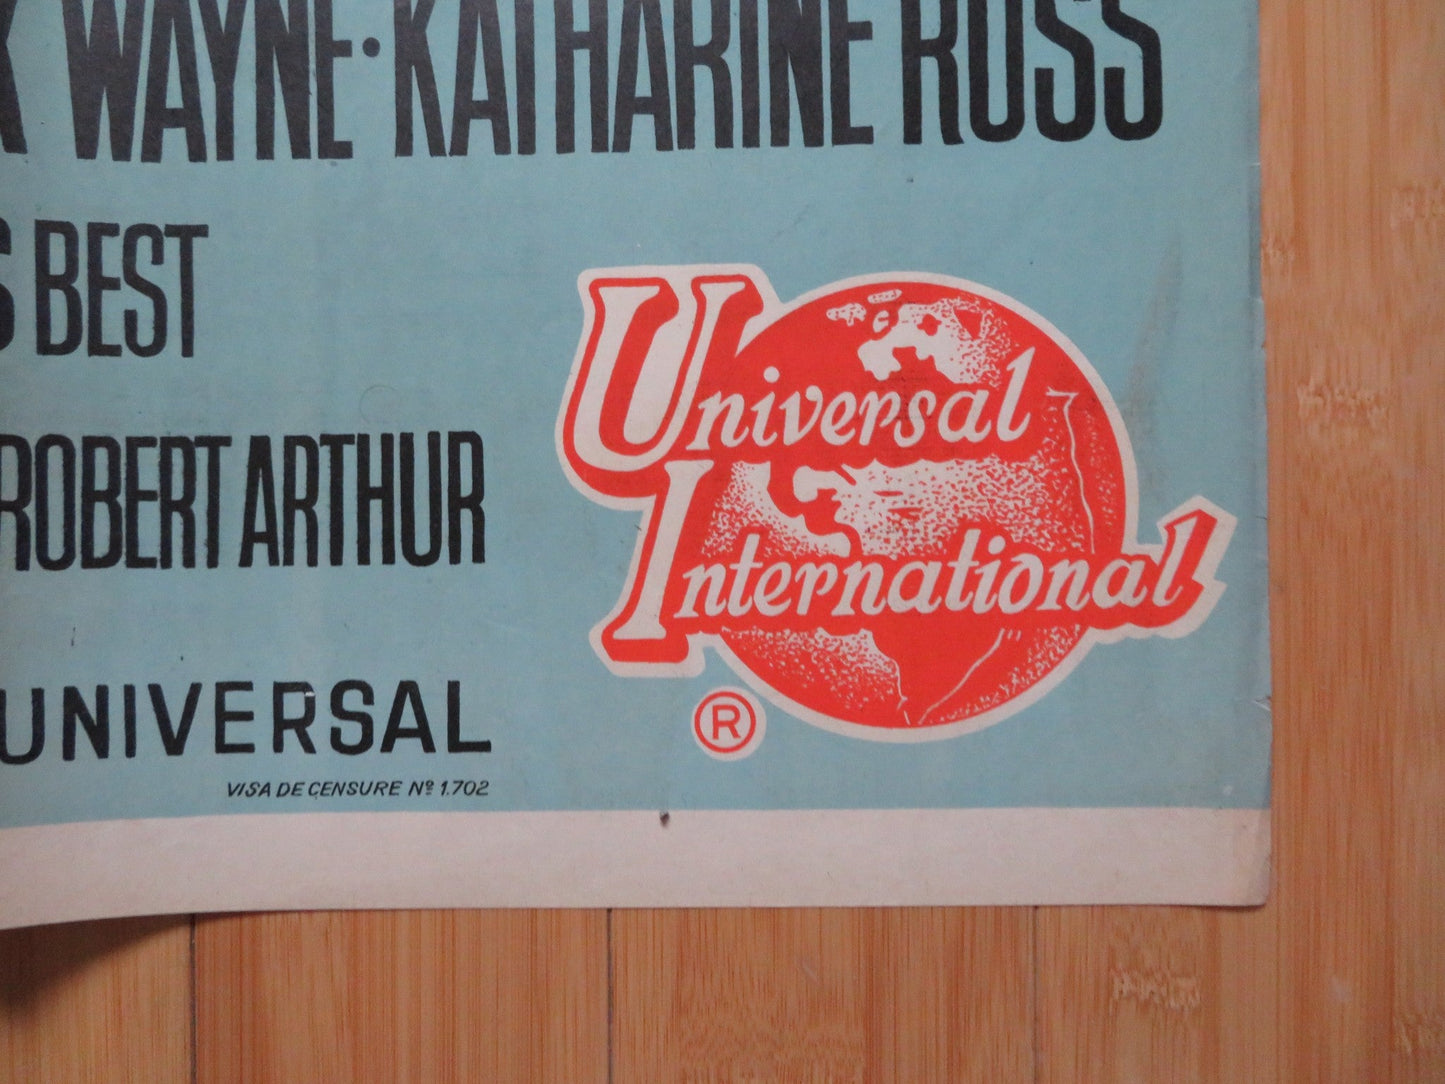 WAYNE · KATHARINE ROSS
BEST
ROBERT ARTHUR
Universal
International
®
UNIVERSAL
VISA DE CENSURE Nº 1.702